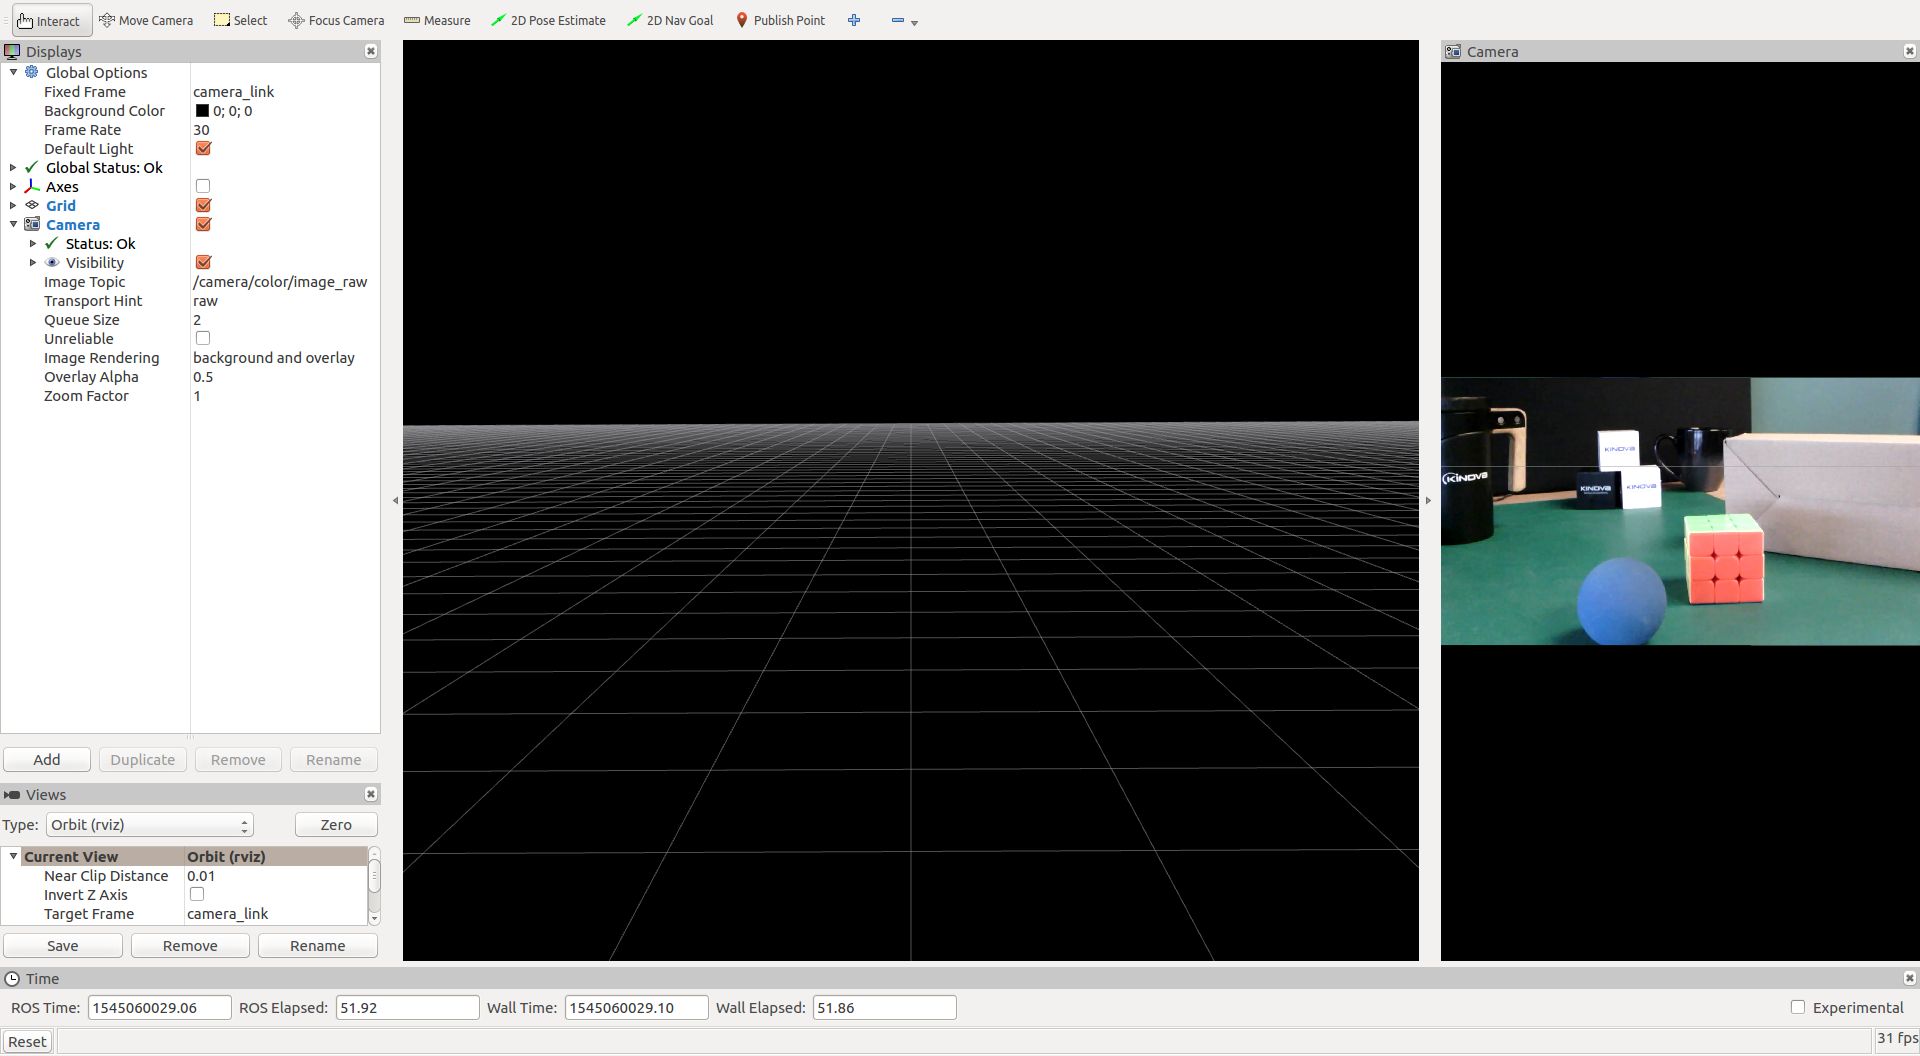 Interact Move Camera Select Focus Camera Measure 2D Pose Estimate 2D Nav Goal Publish Point
Displays
Global Options
Fixed Frame camera_link
Background Color 0; 0; 0
Frame Rate 30
Default Light
Global Status: Ok
Axes
Grid
Camera
Status: Ok
Visibility
Image Topic /camera/color/image_raw
Transport Hint raw
Queue Size 2
Unreliable
Image Rendering background and overlay
Overlay Alpha 0.5
Zoom Factor 1
Add Duplicate Remove Rename
Views
Type: Orbit (rviz) Zero
Current View Orbit (rviz)
Near Clip Distance 0.01
Invert Z Axis
Target Frame camera_link
Save Remove Rename
Camera
KINOVA
KINOVA
KINOVA
KINOVA
Time
ROS Time: 1545060029.06 ROS Elapsed: 51.92 Wall Time: 1545060029.10 Wall Elapsed: 51.86 Experimental
Reset 31 fps